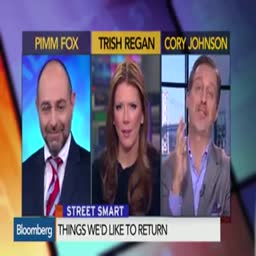 PIMM FOX
TRISH REGAN
CORY JOHNSON
STREET SMART
Bloomberg
THINGS WE'D LIKE TO RETURN